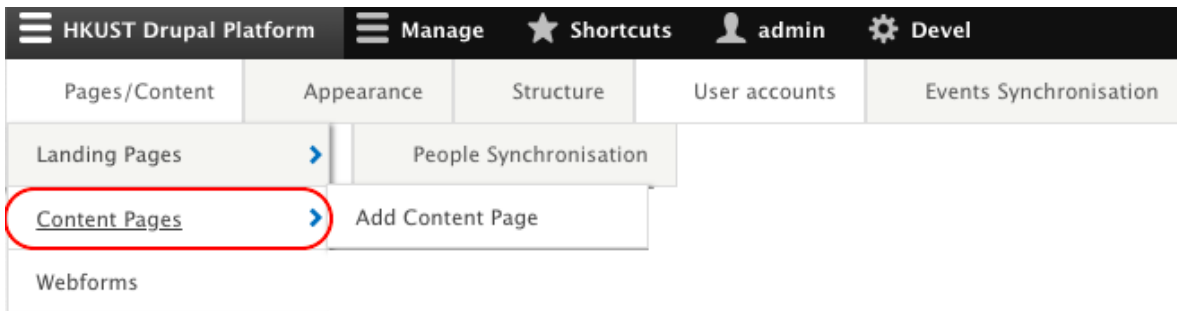 HKUST Drupal Platform Manage Shortcuts admin Devel
Pages/Content Appearance Structure User accounts Events Synchronisation
Landing Pages People Synchronisation
Content Pages Add Content Page
Webforms